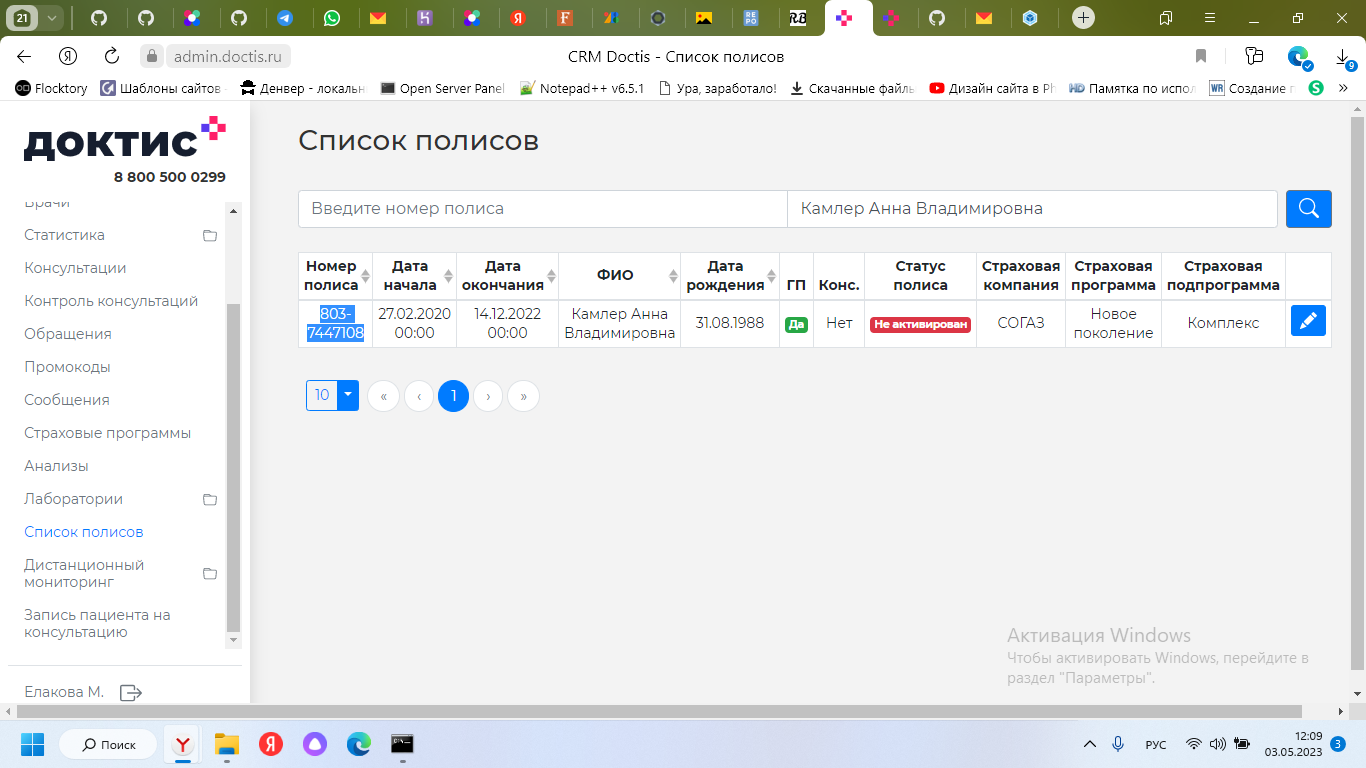 21
admin.doctis.ru
CRM Doctis - Список полисов
9
Flocktory
Шаблоны сайтов
Денвер - локальн
Open Server Panel
Notepad++ v6.5.1
Ура, заработало!
Скачанные файлы
Дизайн сайта в Ph
Памятка по испол
Создание п
»
ДОКТИС
8 800 500 0299
Врачи
Статистика
Консультации
Контроль консультаций
Обращения
Промокоды
Сообщения
Страховые программы
Анализы
Лаборатории
Список полисов
Дистанционный
мониторинг
Запись пациента на
консультацию
Елакова М.
Список полисов
Введите номер полиса
Камлер Анна Владимировна
Номер полиса Дата начала Дата окончания ФИО Дата рождения ГП Конс. Статус полиса Страховая компания Страховая программа Страховая подпрограмма
803-7447108 27.02.2020 00:00 14.12.2022 00:00 Камлер Анна Владимировна 31.08.1988 Да Нет Не активирован СОГАЗ Новое поколение Комплекс
10 « ‹ 1 › »
Активация Windows
Чтобы активировать Windows, перейдите в
раздел "Параметры".
Поиск
РУС
12:09
03.05.2023
3